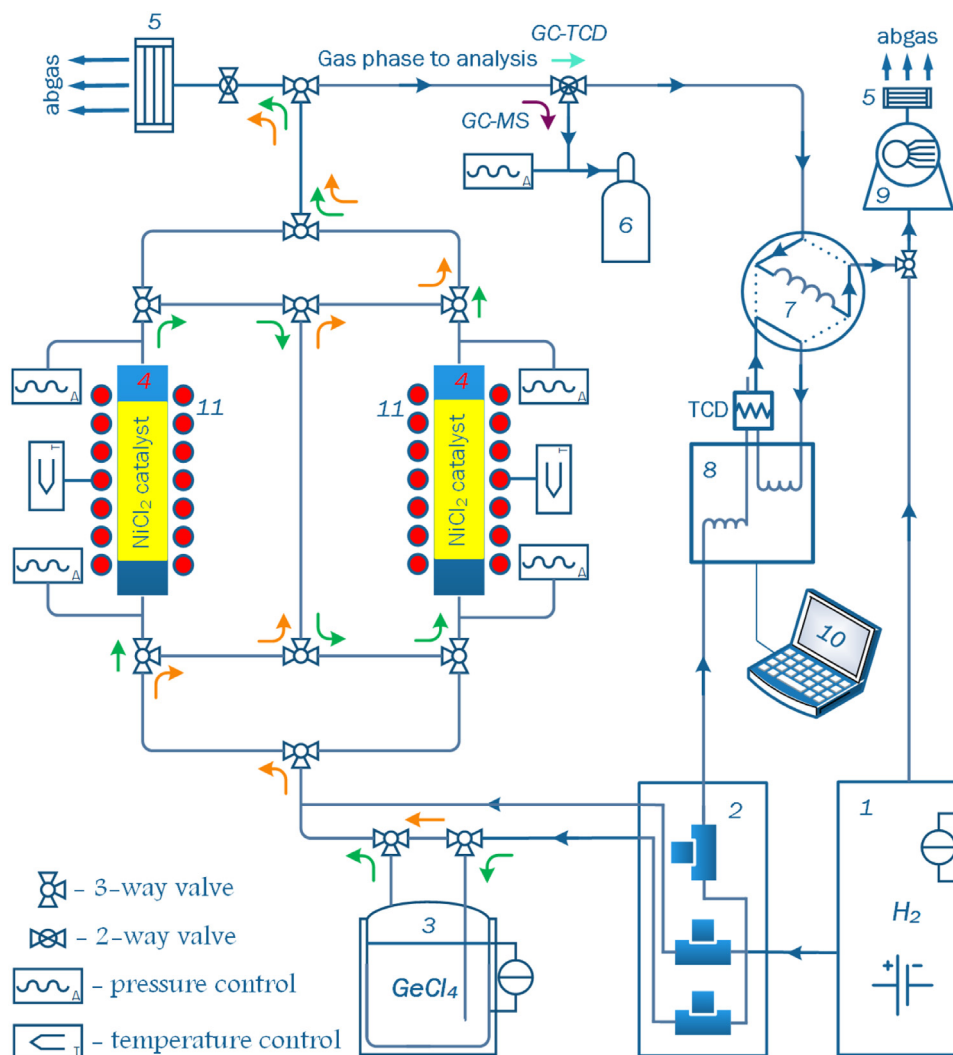 5
GC-TCD
Gas phase to analysis
abgas
abgas
5
GC-MS
A
6
9
7
4
11
11
4
A
A
T
NiCl₂ catalyst
NiCl₂ catalyst
T
TCD
8
A
A
10
2
1
3
H₂
+ -
GeCl₄
– 3-way valve
– 2-way valve
A – pressure control
T – temperature control